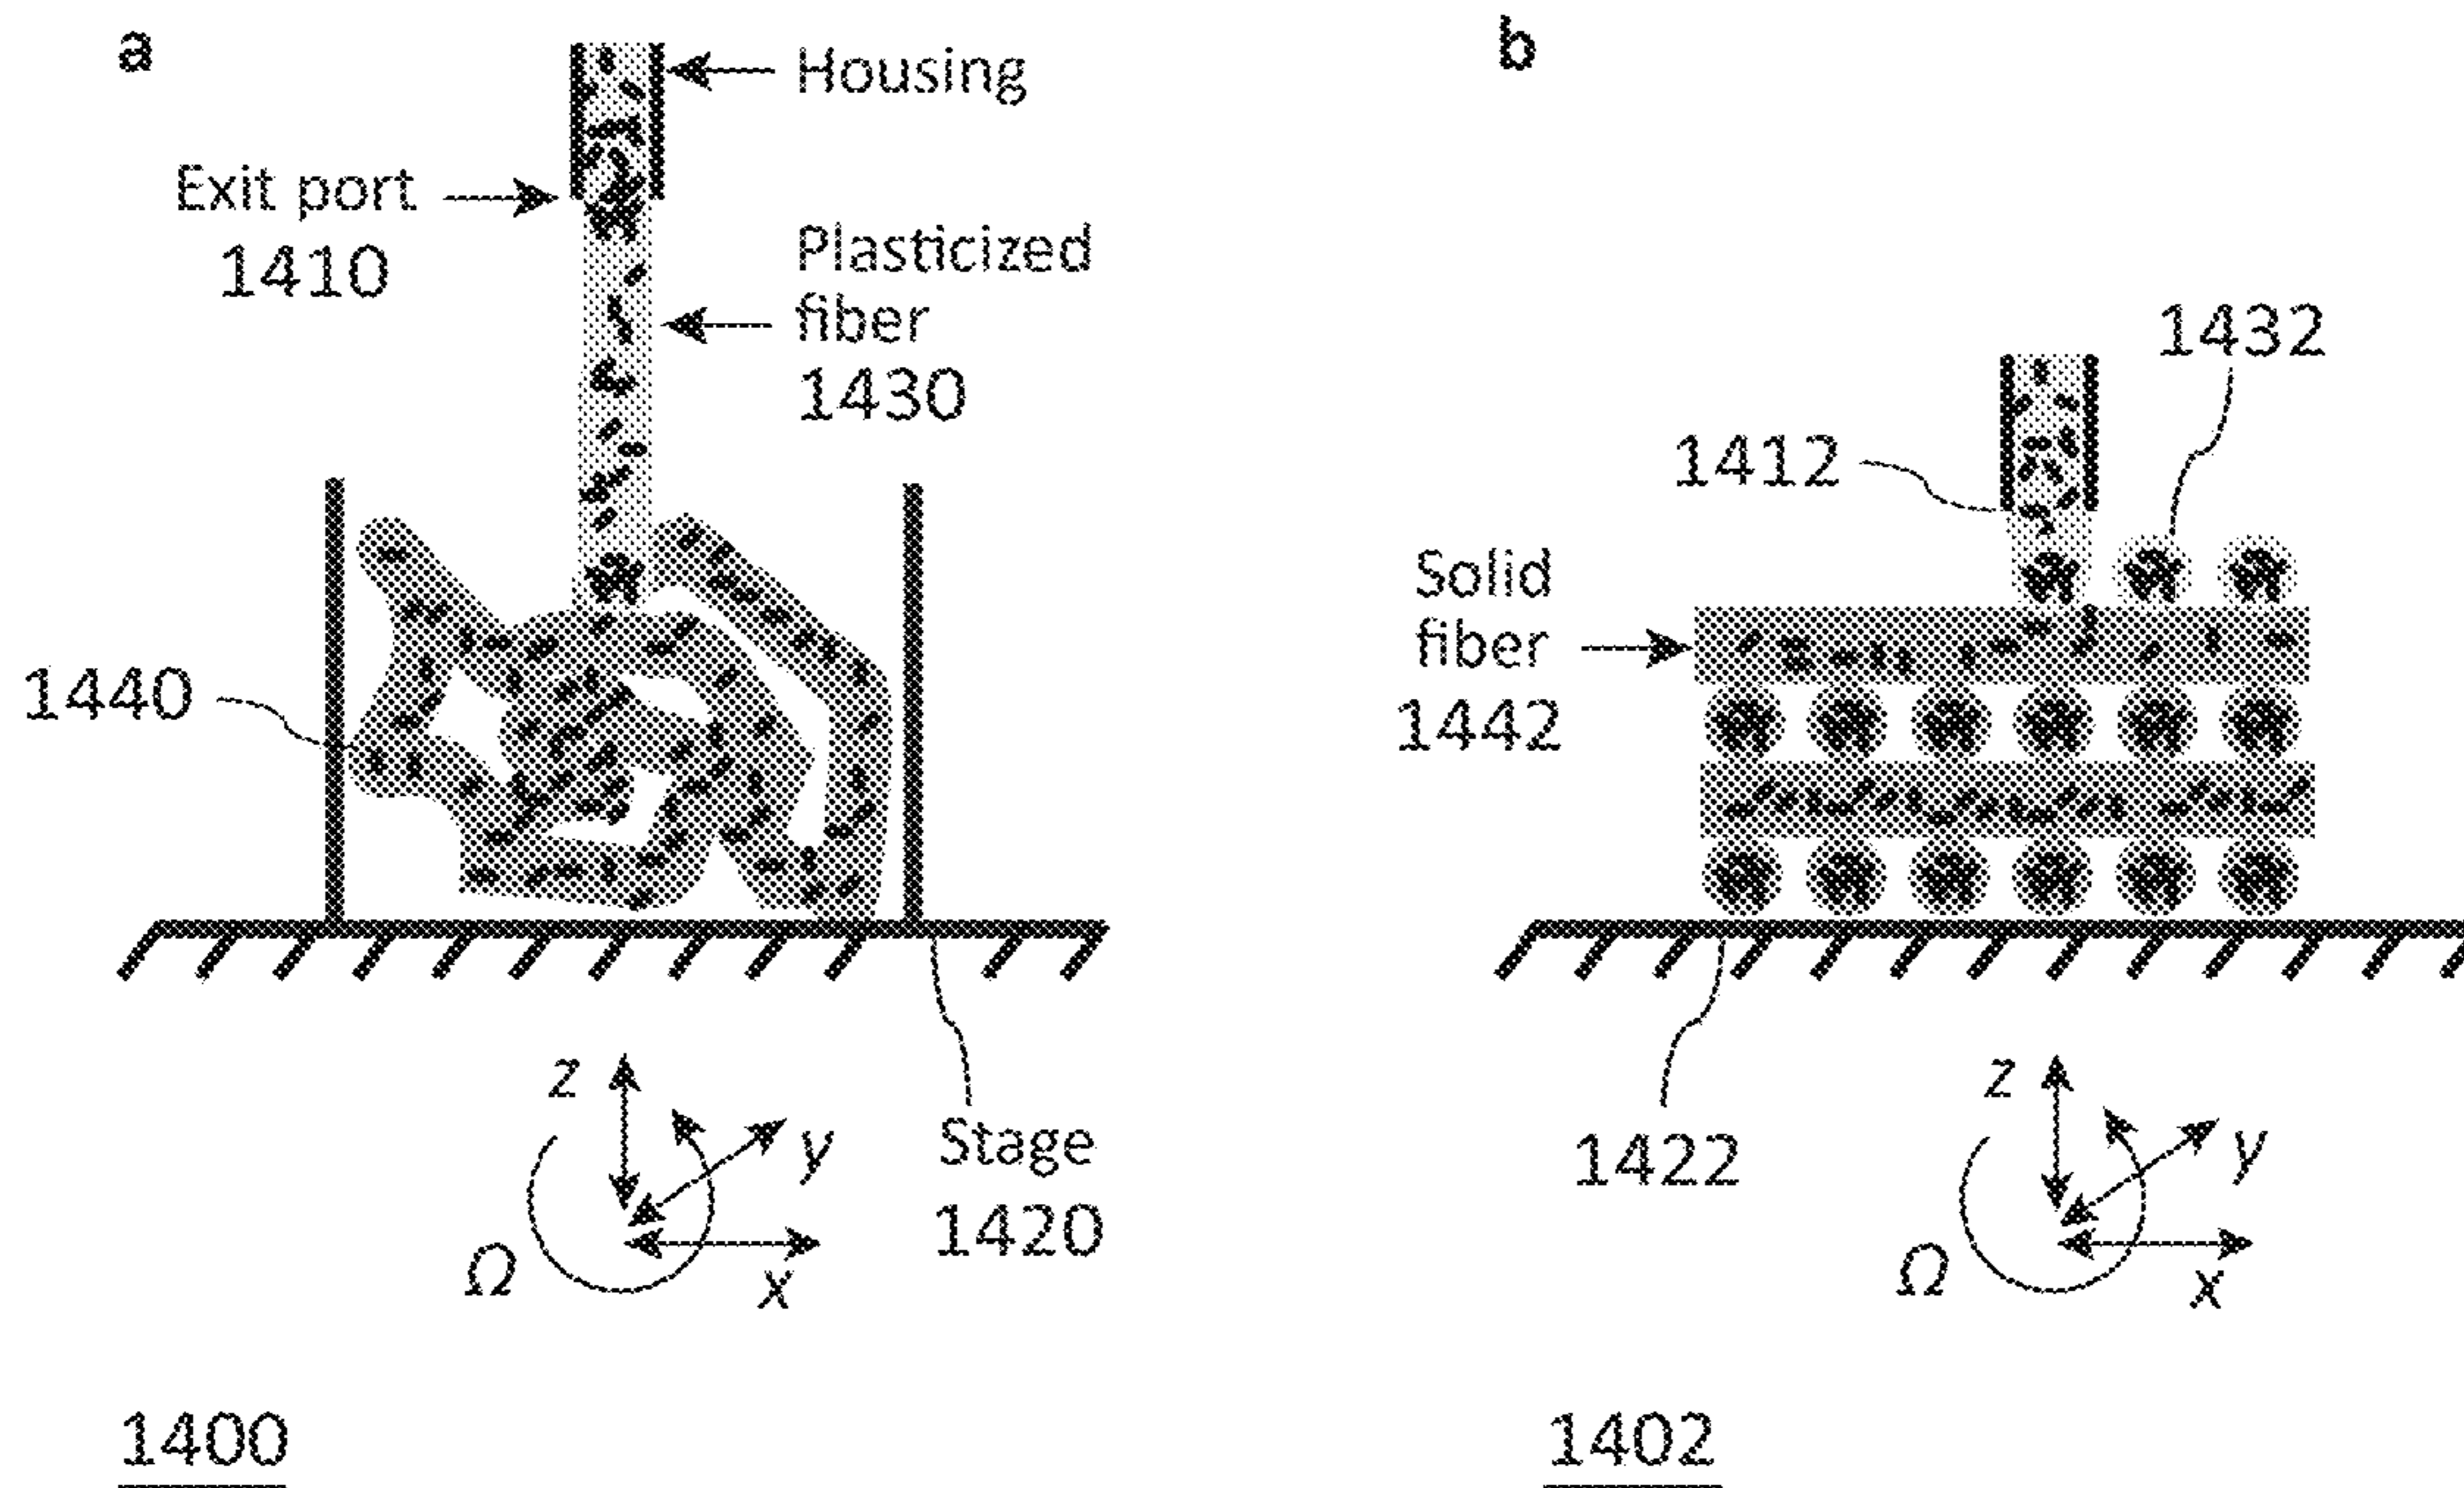 a
Housing
Exit port
1410
Plasticized
fiber
1430
1440
z
y
Ω
x
Stage
1420
1400
b
1432
1412
Solid
fiber
1442
1422
z
y
Ω
x
1402